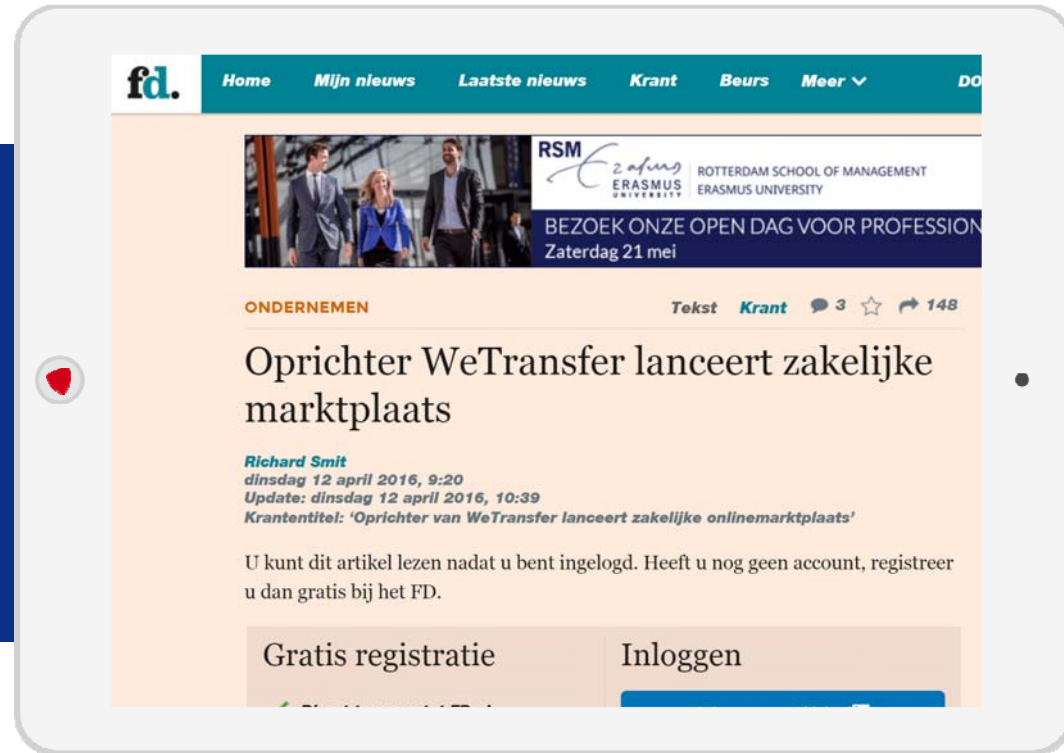 fd. Home Mijn nieuws Laatste nieuws Krant Beurs Meer DO
RSM
Erasmus
ERASMUS ROTTERDAM SCHOOL OF MANAGEMENT
UNIVERSITY ERASMUS UNIVERSITY
BEZOEK ONZE OPEN DAG VOOR PROFESSION
Zaterdag 21 mei
ONDERNEMEN Tekst Krant 3 148
Oprichter WeTransfer lanceert zakelijke
marktplaats
Richard Smit
dinsdag 12 april 2016, 9:20
Update: dinsdag 12 april 2016, 10:39
Krantentitel: ‘Oprichter van WeTransfer lanceert zakelijke onlinemarktplaats’
U kunt dit artikel lezen nadat u bent ingelogd. Heeft u nog geen account, registreer
u dan gratis bij het FD.
Gratis registratie Inloggen